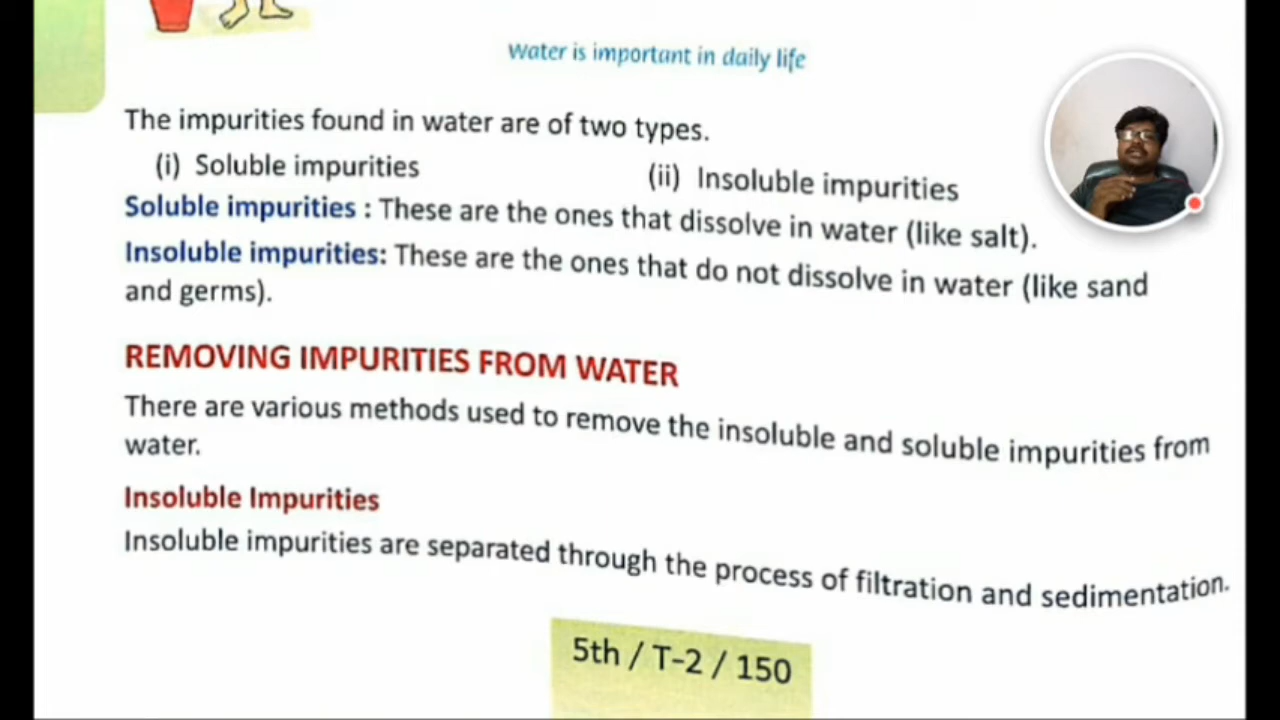 Water is important in daily life
The impurities found in water are of two types.
(i) Soluble impurities (ii) Insoluble impurities
Soluble impurities : These are the ones that dissolve in water (like salt).
Insoluble impurities: These are the ones that do not dissolve in water (like sand
and germs).
REMOVING IMPURITIES FROM WATER
There are various methods used to remove the insoluble and soluble impurities from
water.
Insoluble Impurities
Insoluble impurities are separated through the process of filtration and sedimentation.
5th / T-2 / 150